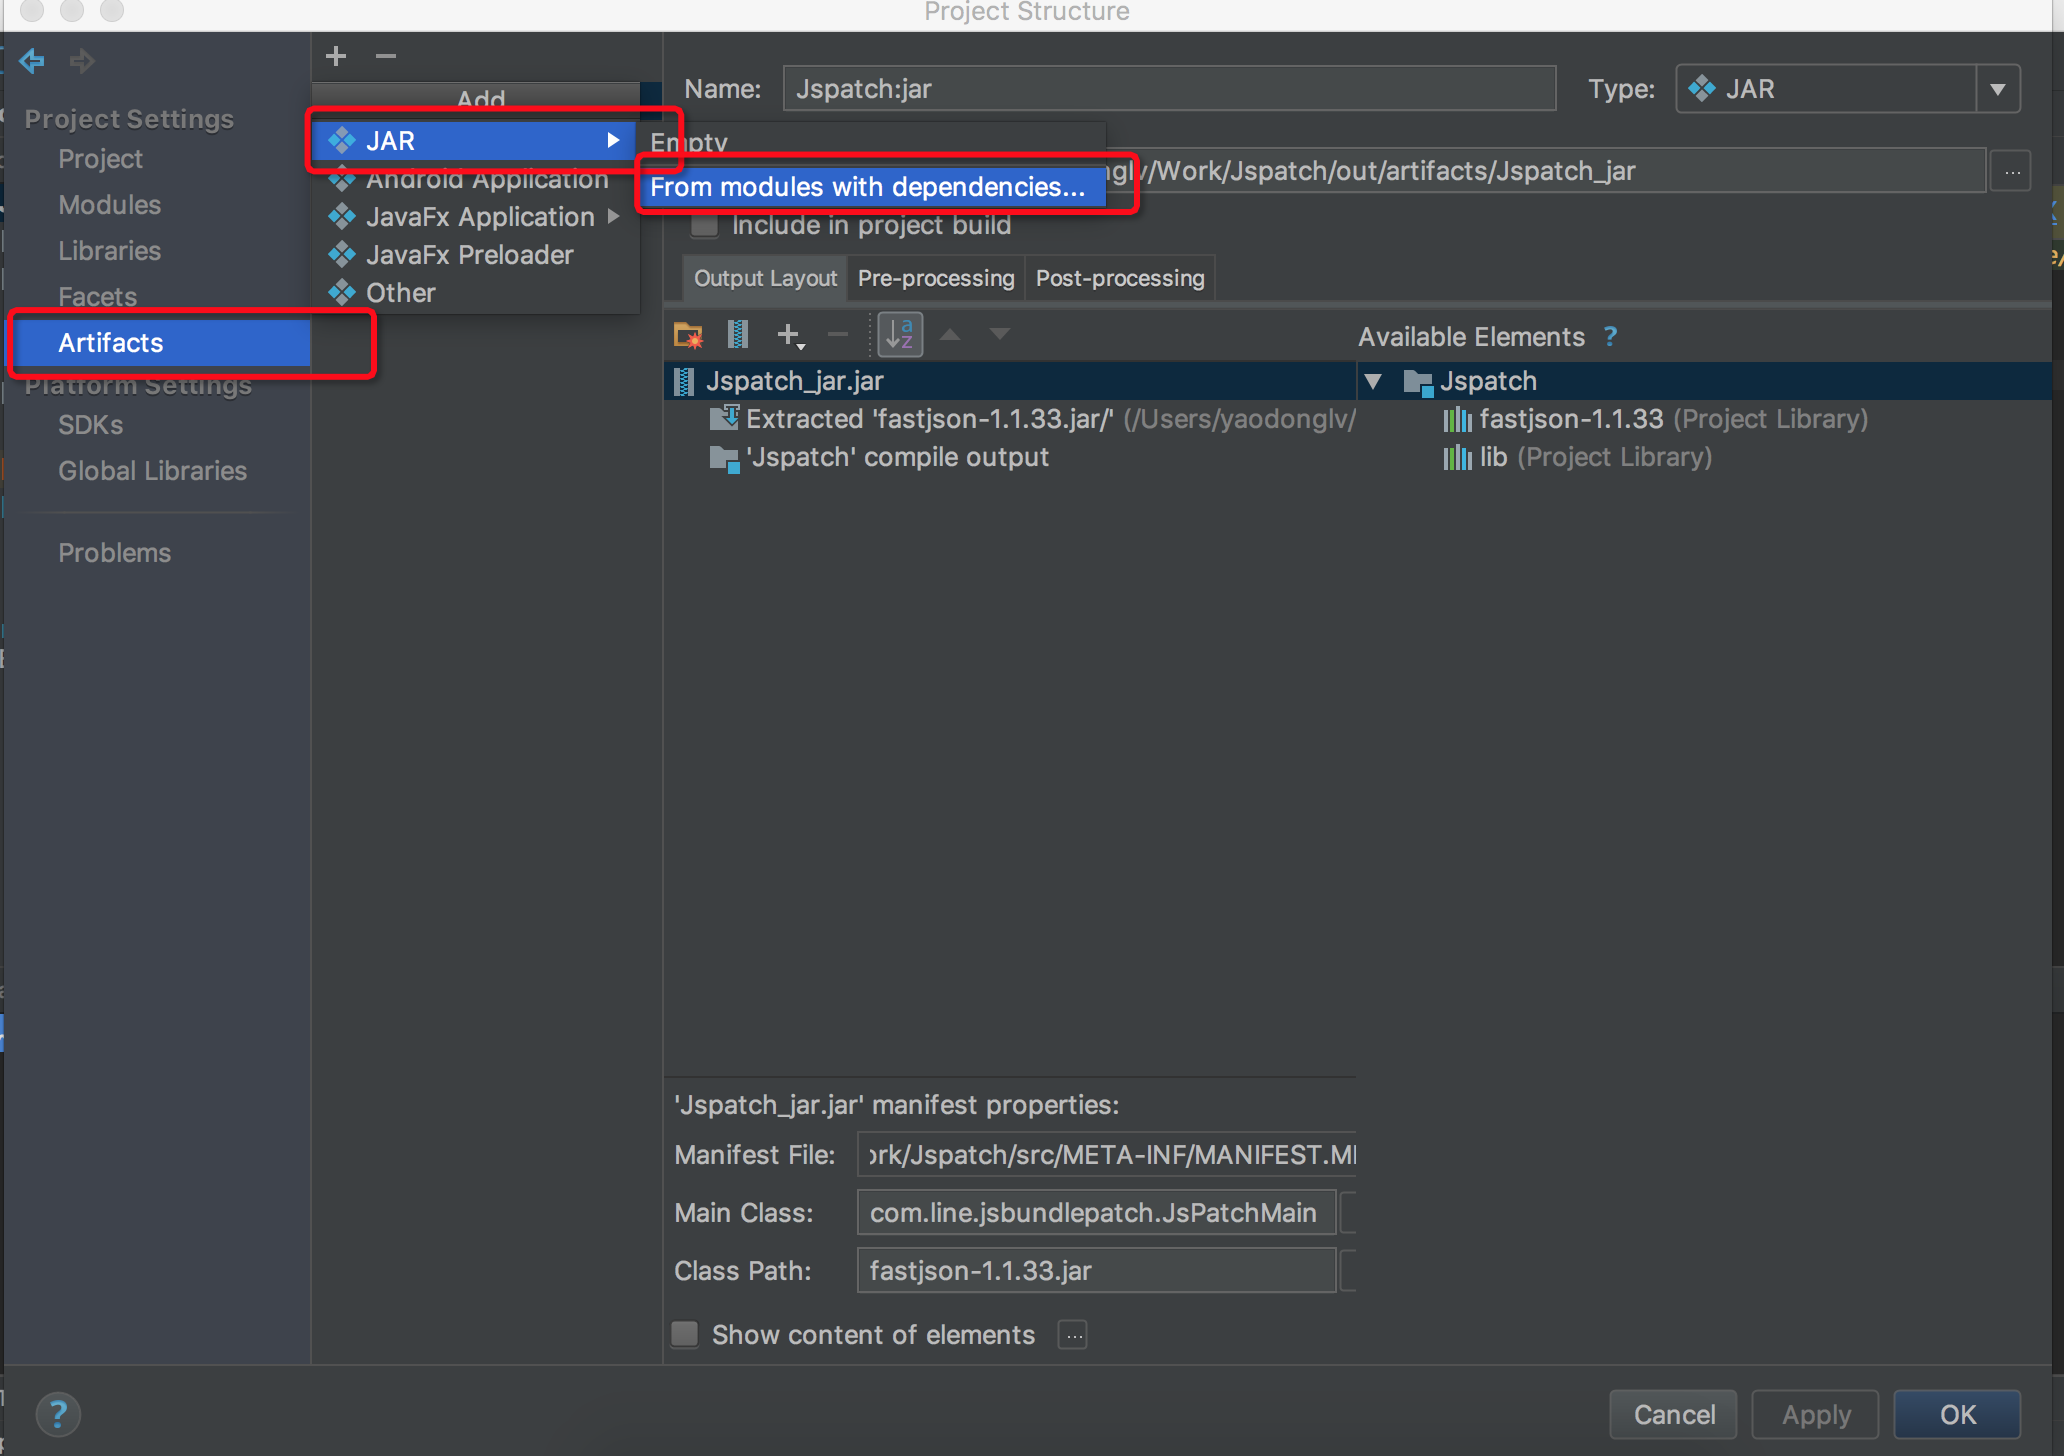 Project Structure
Project Settings
Project
Modules
Libraries
Facets
Artifacts
Platform Settings
SDKs
Global Libraries
Problems
Add
JAR
Android Application
JavaFx Application
JavaFx Preloader
Other
Empty
From modules with dependencies...
Name: Jspatch:jar
Type: JAR
/Work/Jspatch/out/artifacts/Jspatch_jar
...
Include in project build
Output Layout
Pre-processing
Post-processing
Available Elements ?
Jspatch_jar.jar
Extracted 'fastjson-1.1.33.jar/' (/Users/yaodonglv/
'Jspatch' compile output
Jspatch
fastjson-1.1.33 (Project Library)
lib (Project Library)
'Jspatch_jar.jar' manifest properties:
Manifest File: ork/Jspatch/src/META-INF/MANIFEST.M
Main Class: com.line.jsbundlepatch.JsPatchMain
Class Path: fastjson-1.1.33.jar
Show content of elements ...
?
Cancel
Apply
OK